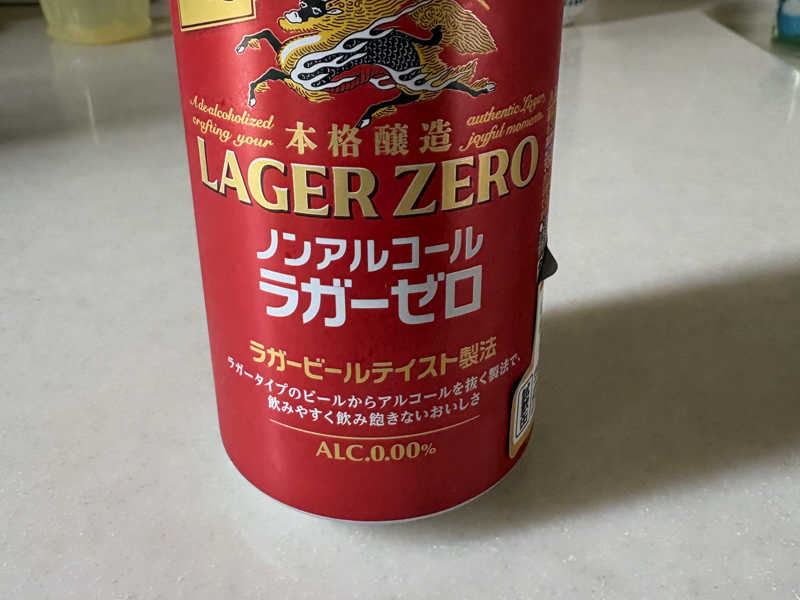 A dealcoholized
crafting your
authentic Lager,
joyful moments.
本格醸造
LAGER ZERO
ノンアルコール
ラガーゼロ
ラガービールテイスト製法
ラガータイプのビールからアルコールを抜く製法で、
飲みやすく飲み飽きないおいしさ
ALC.0.00%